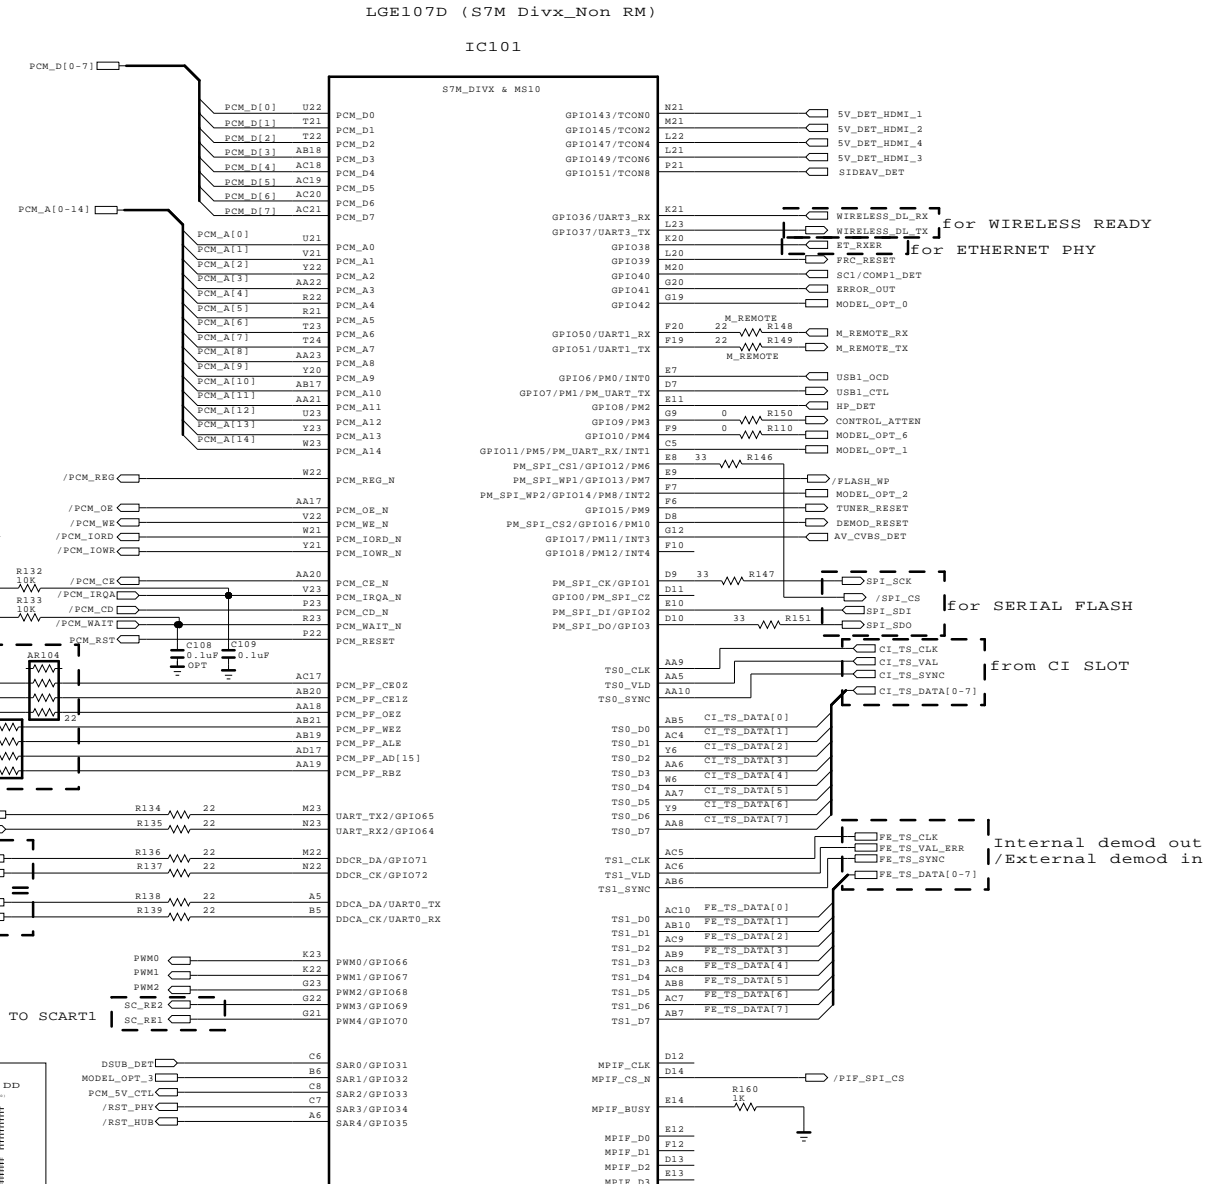 LGE107D (S7M Divx_Non RM)
IC101
S7M_DIVX & MS10
PCM_D[0-7]
PCM_D[0] U22 PCM_D0
PCM_D[1] T21 PCM_D1
PCM_D[2] T22 PCM_D2
PCM_D[3] AB18 PCM_D3
PCM_D[4] AC18 PCM_D4
PCM_D[5] AC19 PCM_D5
PCM_D[6] AC20 PCM_D6
PCM_D[7] AC21 PCM_D7
PCM_A[0-14]
PCM_A[0] U21 PCM_A0
PCM_A[1] V21 PCM_A1
PCM_A[2] Y22 PCM_A2
PCM_A[3] AA22 PCM_A3
PCM_A[4] R22 PCM_A4
PCM_A[5] R21 PCM_A5
PCM_A[6] T23 PCM_A6
PCM_A[7] T24 PCM_A7
PCM_A[8] AA23 PCM_A8
PCM_A[9] Y20 PCM_A9
PCM_A[10] AB17 PCM_A10
PCM_A[11] AA21 PCM_A11
PCM_A[12] U23 PCM_A12
PCM_A[13] Y23 PCM_A13
PCM_A[14] W23 PCM_A14
/PCM_REG W22 PCM_REG_N
/PCM_OE AA17 PCM_OE_N
/PCM_WE V22 PCM_WE_N
/PCM_IORD W21 PCM_IORD_N
/PCM_IOWR Y21 PCM_IOWR_N
R132
10K
/PCM_CE AA20 PCM_CE_N
/PCM_IRQA V23 PCM_IRQA_N
R133
10K
/PCM_CD P23 PCM_CD_N
/PCM_WAIT R23 PCM_WAIT_N
PCM_RST P22 PCM_RESET
C108
0.1uF
OPT
C109
0.1uF
AR104
22
AC17 PCM_PF_CE0Z
AB20 PCM_PF_CE1Z
AA18 PCM_PF_OEZ
AB21 PCM_PF_WEZ
AB19 PCM_PF_ALE
AD17 PCM_PF_AD[15]
AA19 PCM_PF_RBZ
R134 22 M23 UART_TX2/GPIO65
R135 22 N23 UART_RX2/GPIO64
R136 22 M22 DDCR_DA/GPIO71
R137 22 N22 DDCR_CK/GPIO72
R138 22 A5 DDCA_DA/UART0_TX
R139 22 B5 DDCA_CK/UART0_RX
PWM0 K23 PWM0/GPIO66
PWM1 K22 PWM1/GPIO67
PWM2 G23 PWM2/GPIO68
SC_RE2 G22 PWM3/GPIO69
TO SCART1
SC_RE1 G21 PWM4/GPIO70
DSUB_DET C6 SAR0/GPIO31
MODEL_OPT_3 B6 SAR1/GPIO32
PCM_5V_CTL C8 SAR2/GPIO33
/RST_PHY C7 SAR3/GPIO34
/RST_HUB A6 SAR4/GPIO35
DD
GPIO143/TCON0 N21 5V_DET_HDMI_1
GPIO145/TCON2 M21 5V_DET_HDMI_2
GPIO147/TCON4 L22 5V_DET_HDMI_4
GPIO149/TCON6 L21 5V_DET_HDMI_3
GPIO151/TCON8 P21 SIDEAV_DET
GPIO36/UART3_RX K21 WIRELESS_DL_RX
for WIRELESS READY
GPIO37/UART3_TX L23 WIRELESS_DL_TX
GPIO38 K20 ET_RXER
for ETHERNET PHY
GPIO39 L20 FRC_RESET
GPIO40 M20 SC1/COMP1_DET
GPIO41 G20 ERROR_OUT
GPIO42 G19 MODEL_OPT_0
M_REMOTE
GPIO50/UART1_RX F20 22 R148 M_REMOTE_RX
GPIO51/UART1_TX F19 22 R149 M_REMOTE_TX
M_REMOTE
GPIO6/PM0/INT0 E7 USB1_OCD
GPIO7/PM1/PM_UART_TX D7 USB1_CTL
GPIO8/PM2 E11 HP_DET
GPIO9/PM3 G9 0 R150 CONTROL_ATTEN
GPIO10/PM4 F9 0 R110 MODEL_OPT_6
GPIO11/PM5/PM_UART_RX/INT1 C5 MODEL_OPT_1
PM_SPI_CS1/GPIO12/PM6 E8 33 R146
PM_SPI_WP1/GPIO13/PM7 E9 /FLASH_WP
PM_SPI_WP2/GPIO14/PM8/INT2 F7 MODEL_OPT_2
GPIO15/PM9 F6 TUNER_RESET
PM_SPI_CS2/GPIO16/PM10 D8 DEMOD_RESET
GPIO17/PM11/INT3 G12 AV_CVBS_DET
GPIO18/PM12/INT4 F10
PM_SPI_CK/GPIO1 D9 33 R147 SPI_SCK
GPIO0/PM_SPI_CZ D11 /SPI_CS
for SERIAL FLASH
PM_SPI_DI/GPIO2 E10 SPI_SDI
PM_SPI_DO/GPIO3 D10 33 R151 SPI_SDO
TS0_CLK AA9 CI_TS_CLK
TS0_VLD AA5 CI_TS_VAL
from CI SLOT
TS0_SYNC AA10 CI_TS_SYNC
CI_TS_DATA[0-7]
TS0_D0 AB5 CI_TS_DATA[0]
TS0_D1 AC4 CI_TS_DATA[1]
TS0_D2 Y6 CI_TS_DATA[2]
TS0_D3 AA6 CI_TS_DATA[3]
TS0_D4 W6 CI_TS_DATA[4]
TS0_D5 AA7 CI_TS_DATA[5]
TS0_D6 Y9 CI_TS_DATA[6]
TS0_D7 AA8 CI_TS_DATA[7]
TS1_CLK AC5 FE_TS_CLK
Internal demod out
TS1_VLD AC6 FE_TS_VAL_ERR
/External demod in
TS1_SYNC AB6 FE_TS_SYNC
FE_TS_DATA[0-7]
TS1_D0 AC10 FE_TS_DATA[0]
TS1_D1 AB10 FE_TS_DATA[1]
TS1_D2 AC9 FE_TS_DATA[2]
TS1_D3 AB9 FE_TS_DATA[3]
TS1_D4 AC8 FE_TS_DATA[4]
TS1_D5 AB8 FE_TS_DATA[5]
TS1_D6 AC7 FE_TS_DATA[6]
TS1_D7 AB7 FE_TS_DATA[7]
MPIF_CLK D12
MPIF_CS_N D14 /PIF_SPI_CS
R160
1K
MPIF_BUSY E14
MPIF_D0 E12
MPIF_D1 F12
MPIF_D2 D13
MPIF_D3 E13